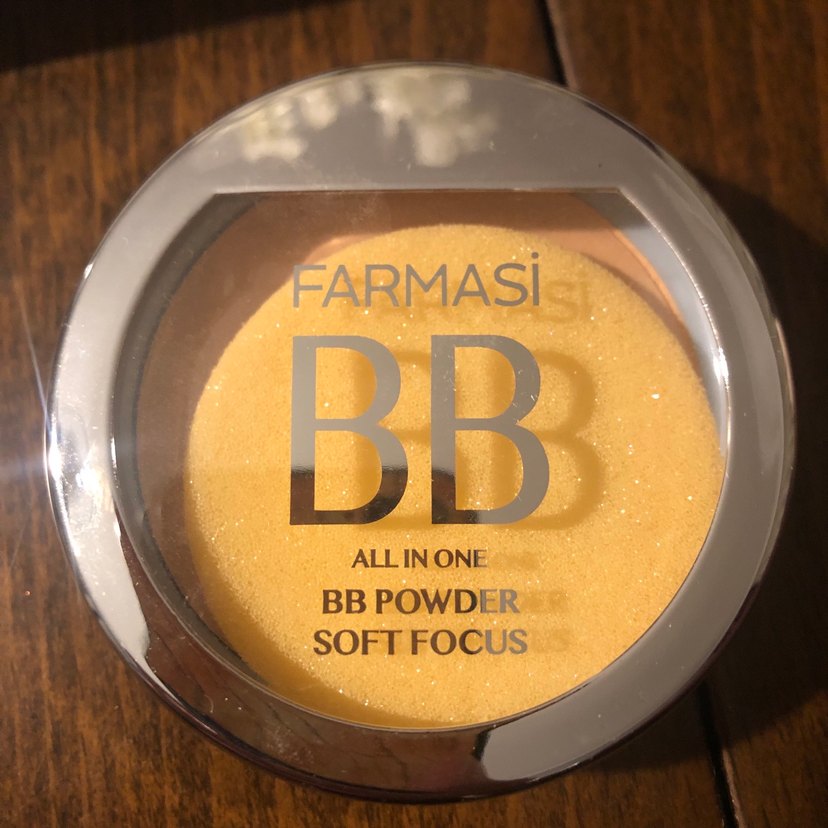 FARMASİ
BB
ALL IN ONE
BB POWDER
SOFT FOCUS